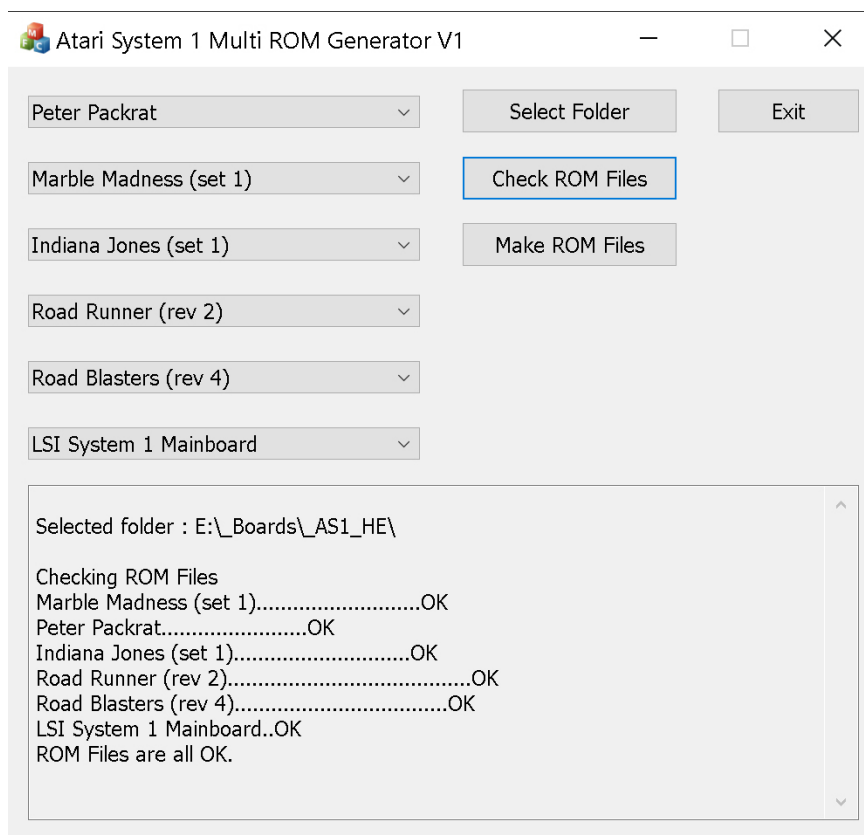 Atari System 1 Multi ROM Generator V1
Peter Packrat
Select Folder
Exit
Marble Madness (set 1)
Check ROM Files
Indiana Jones (set 1)
Make ROM Files
Road Runner (rev 2)
Road Blasters (rev 4)
LSI System 1 Mainboard
Selected folder : E:\_Boards\_AS1_HE\
Checking ROM Files
Marble Madness (set 1)...........................OK
Peter Packrat........................OK
Indiana Jones (set 1).............................OK
Road Runner (rev 2)........................................OK
Road Blasters (rev 4)...................................OK
LSI System 1 Mainboard..OK
ROM Files are all OK.